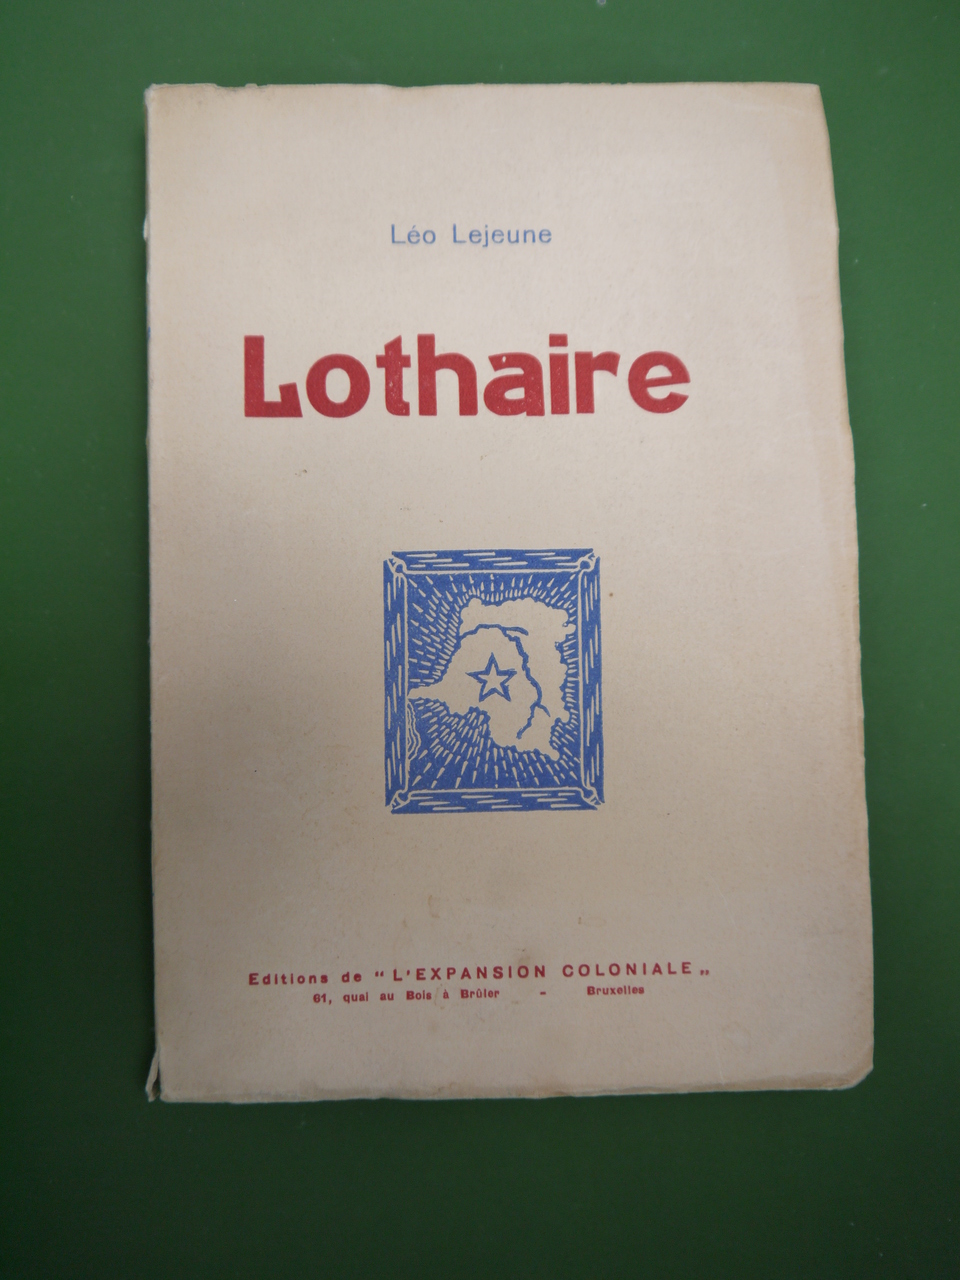 Léo Lejeune
Lothaire
Editions de “ L'EXPANSION COLONIALE „
61, quai au Bois à Brûler - Bruxelles